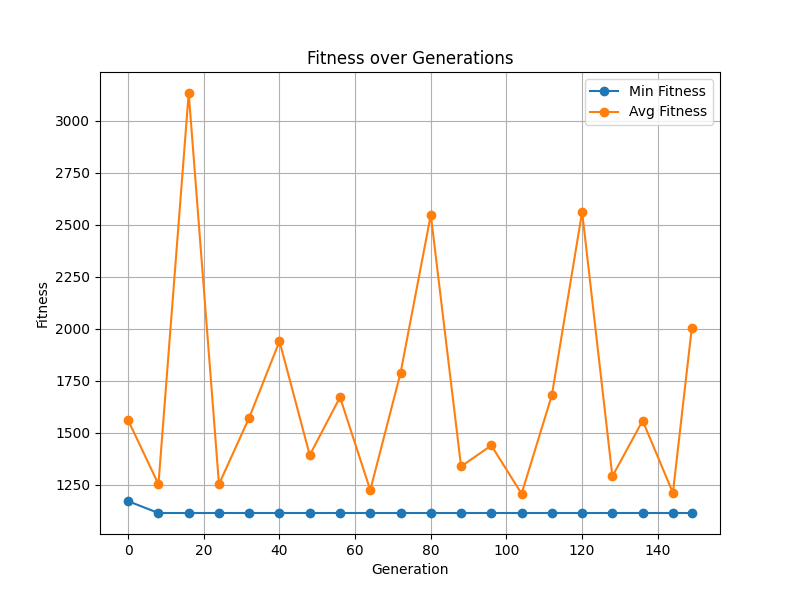 Fitness over Generations
Min Fitness
Avg Fitness
3000
2750
2500
2250
2000
1750
1500
1250
Fitness
0 20 40 60 80 100 120 140
Generation